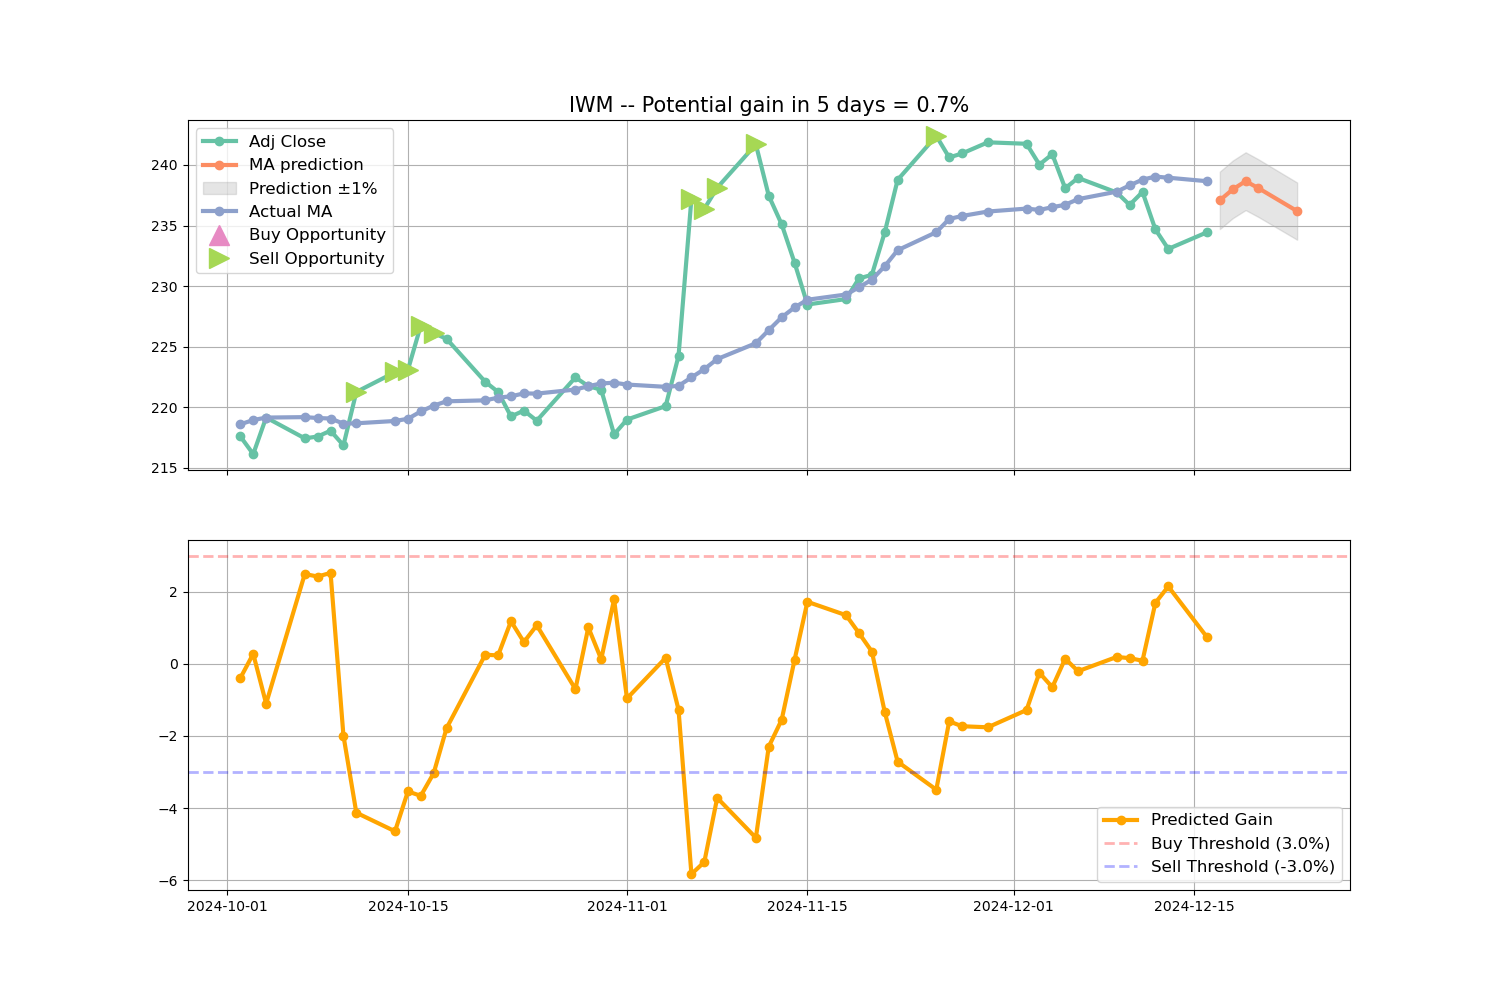 IWM -- Potential gain in 5 days = 0.7%
Adj Close
MA prediction
Prediction ±1%
Actual MA
Buy Opportunity
Sell Opportunity
240
235
230
225
220
215
2
0
−2
−4
−6
Predicted Gain
Buy Threshold (3.0%)
Sell Threshold (-3.0%)
2024-10-01
2024-10-15
2024-11-01
2024-11-15
2024-12-01
2024-12-15